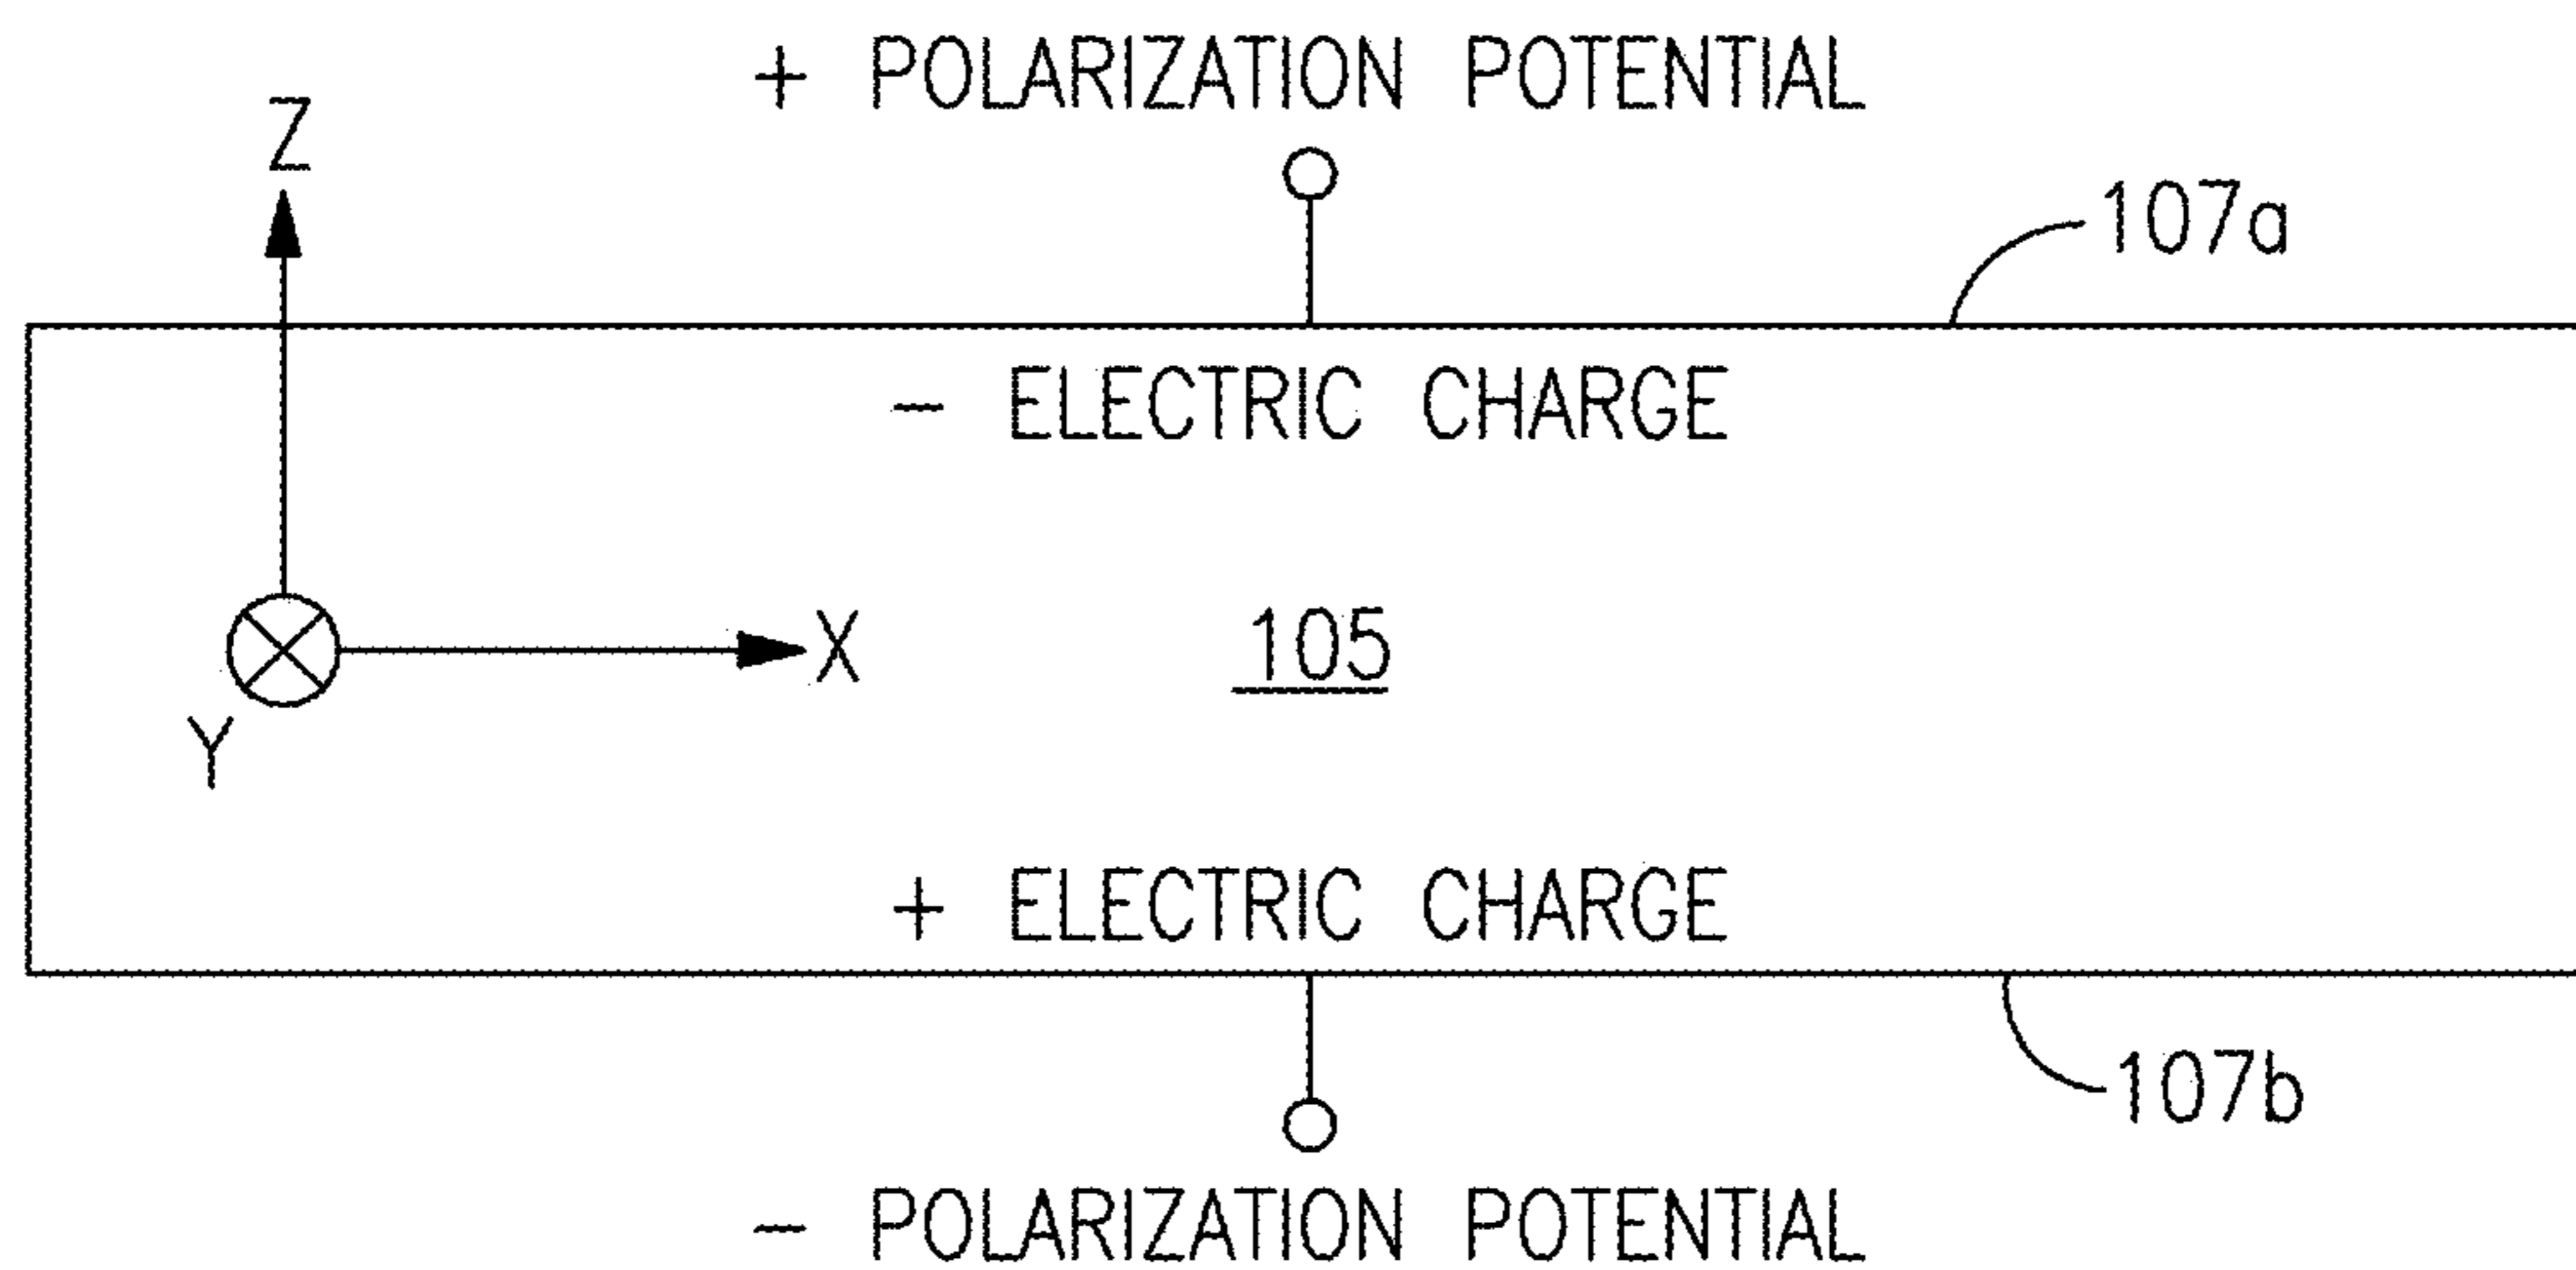 + POLARIZATION POTENTIAL
Z
107a
- ELECTRIC CHARGE
X
105
Y
+ ELECTRIC CHARGE
107b
- POLARIZATION POTENTIAL